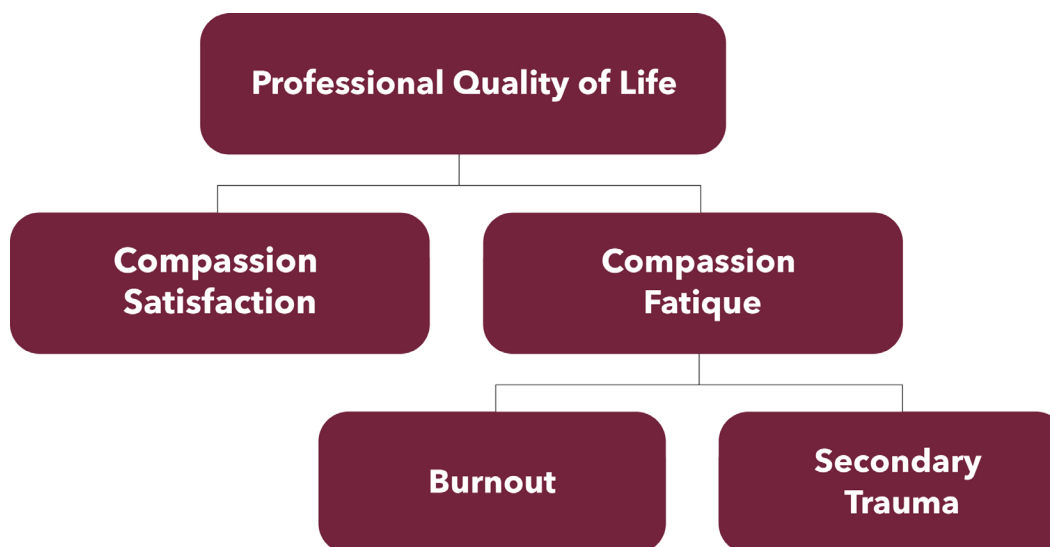 Professional Quality of Life
Compassion
Satisfaction
Compassion
Fatique
Burnout
Secondary
Trauma